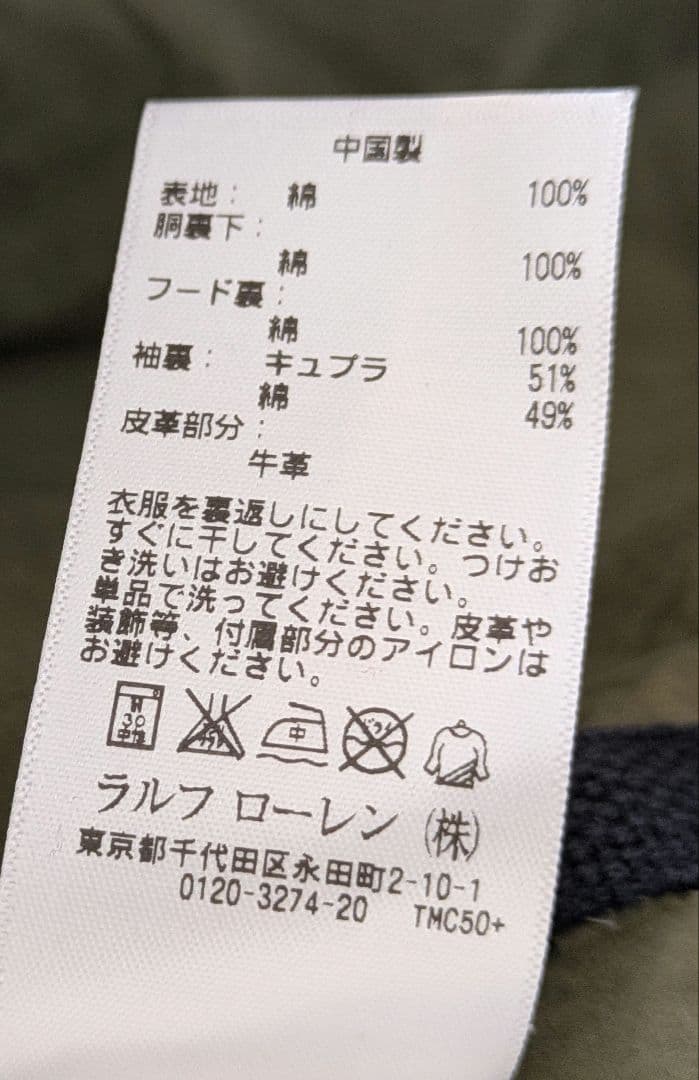 中国製
表地： 綿 100%
胴裏下：
綿 100%
フード裏：
綿 100%
袖裏： キュプラ 51%
綿 49%
皮革部分：
牛革
衣服を裏返しにしてください。
すぐに干してください。つけお
き洗いはお避けください。
単品で洗ってください。皮革や
装飾等、付属部分のアイロンは
お避けください。
30
中性
中
ラルフ ローレン (株)
東京都千代田区永田町2-10-1
0120-3274-20 TMC50+